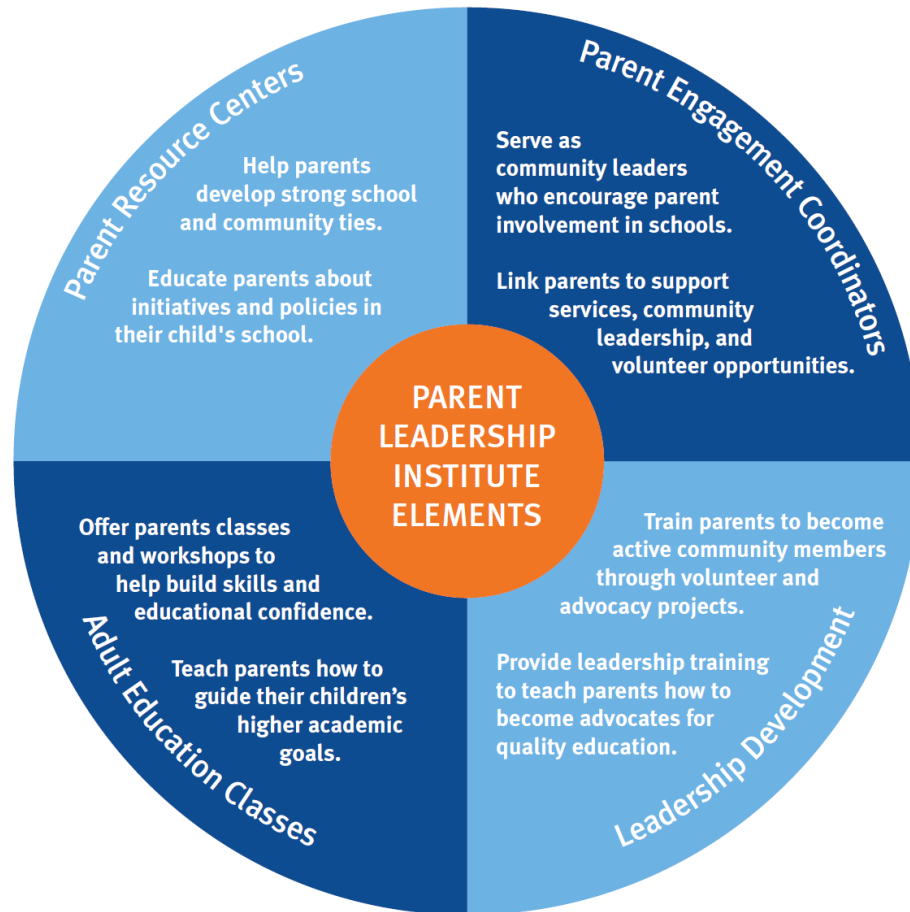 Parent Resource Centers
Help parents
develop strong school
and community ties.
Educate parents about
initiatives and policies in
their child's school.
Parent Engagement Coordinators
Serve as
community leaders
who encourage parent
involvement in schools.
Link parents to support
services, community
leadership, and
volunteer opportunities.
PARENT
LEADERSHIP
INSTITUTE
ELEMENTS
Adult Education Classes
Offer parents classes
and workshops to
help build skills and
educational confidence.
Teach parents how to
guide their children’s
higher academic
goals.
Leadership Development
Train parents to become
active community members
through volunteer and
advocacy projects.
Provide leadership training
to teach parents how to
become advocates for
quality education.